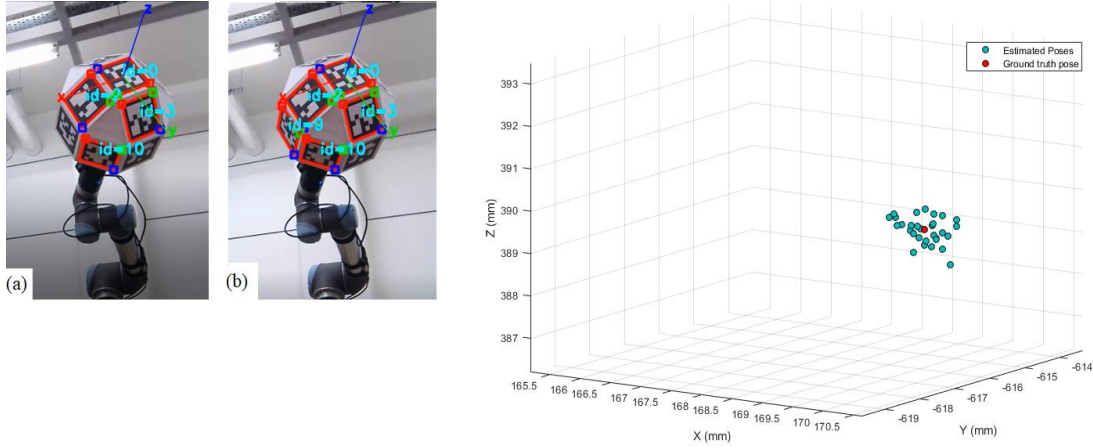 z
id=0
id=2
x
id=3
y
id=10
(a)
z
id=0
id=2
x
id=3
id=9
y
id=10
(b)
Estimated Poses
Ground truth pose
393
392
391
390
389
388
387
Z (mm)
165.5
166
166.5
167
167.5
168
168.5
169
169.5
170
170.5
X (mm)
-619
-618
-617
-616
-615
-614
Y (mm)